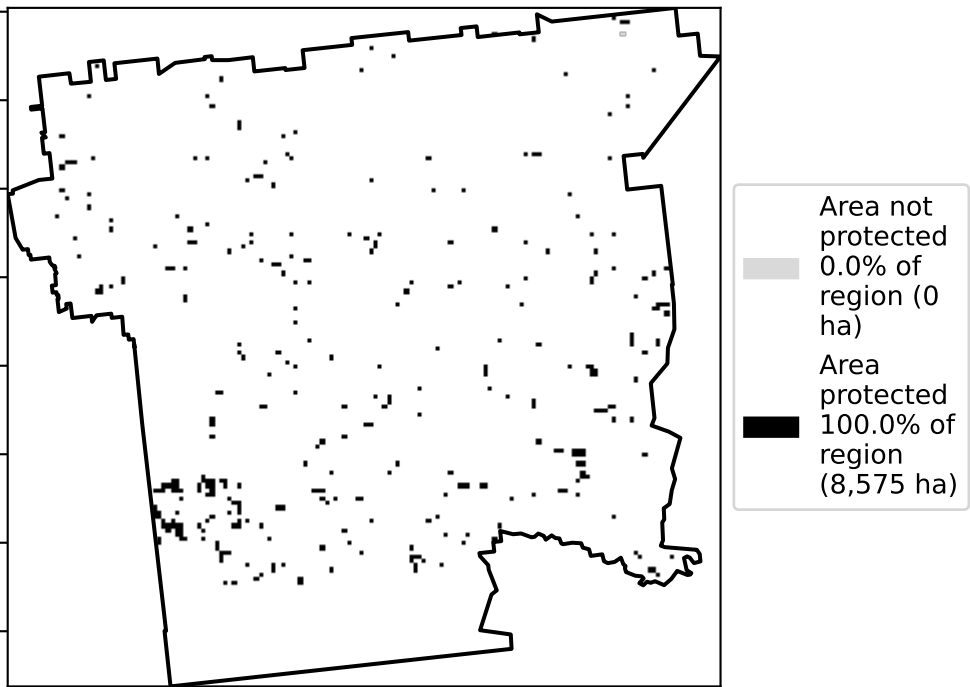 Area not
protected
0.0% of
region (0
ha)
Area
protected
100.0% of
region
(8,575 ha)